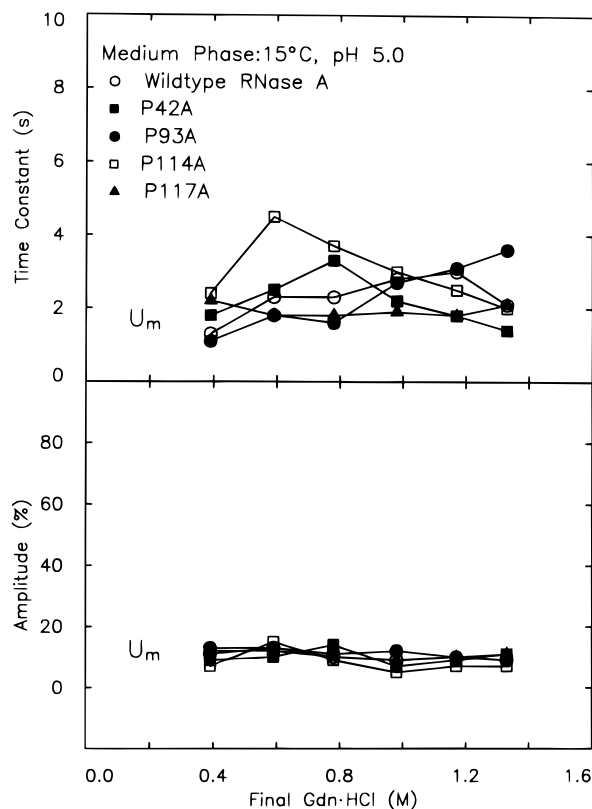 10
8
6
4
2
0
Time Constant (s)
Medium Phase:15°C, pH 5.0
Wildtype RNase A
P42A
P93A
P114A
P117A
Um
80
60
40
20
0
Amplitude (%)
Um
0.0 0.4 0.8 1.2 1.6
Final Gdn·HCl (M)